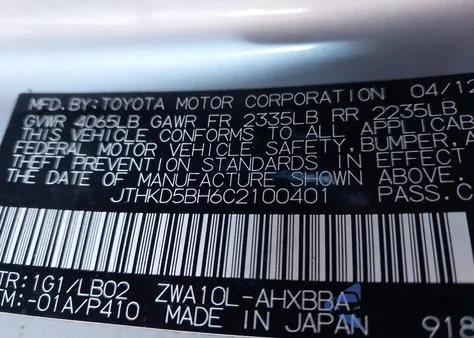 MFD.BY:TOYOTA MOTOR CORPORATION 04/12
GVWR 4065LB GAWR FR 2335LB RR 2235LB
THIS VEHICLE CONFORMS TO ALL APPLICAB
FEDERAL MOTOR VEHICLE SAFETY,BUMPER,A
THEFT PREVENTION STANDARDS IN EFFECT
THE DATE OF MANUFACTURE SHOWN ABOVE.
JTHKD5BH6C2100401 PASS.C
TR:1G1/LB02 ZWA10L-AHXBBA
TM:-01A/P410 MADE IN JAPAN 918